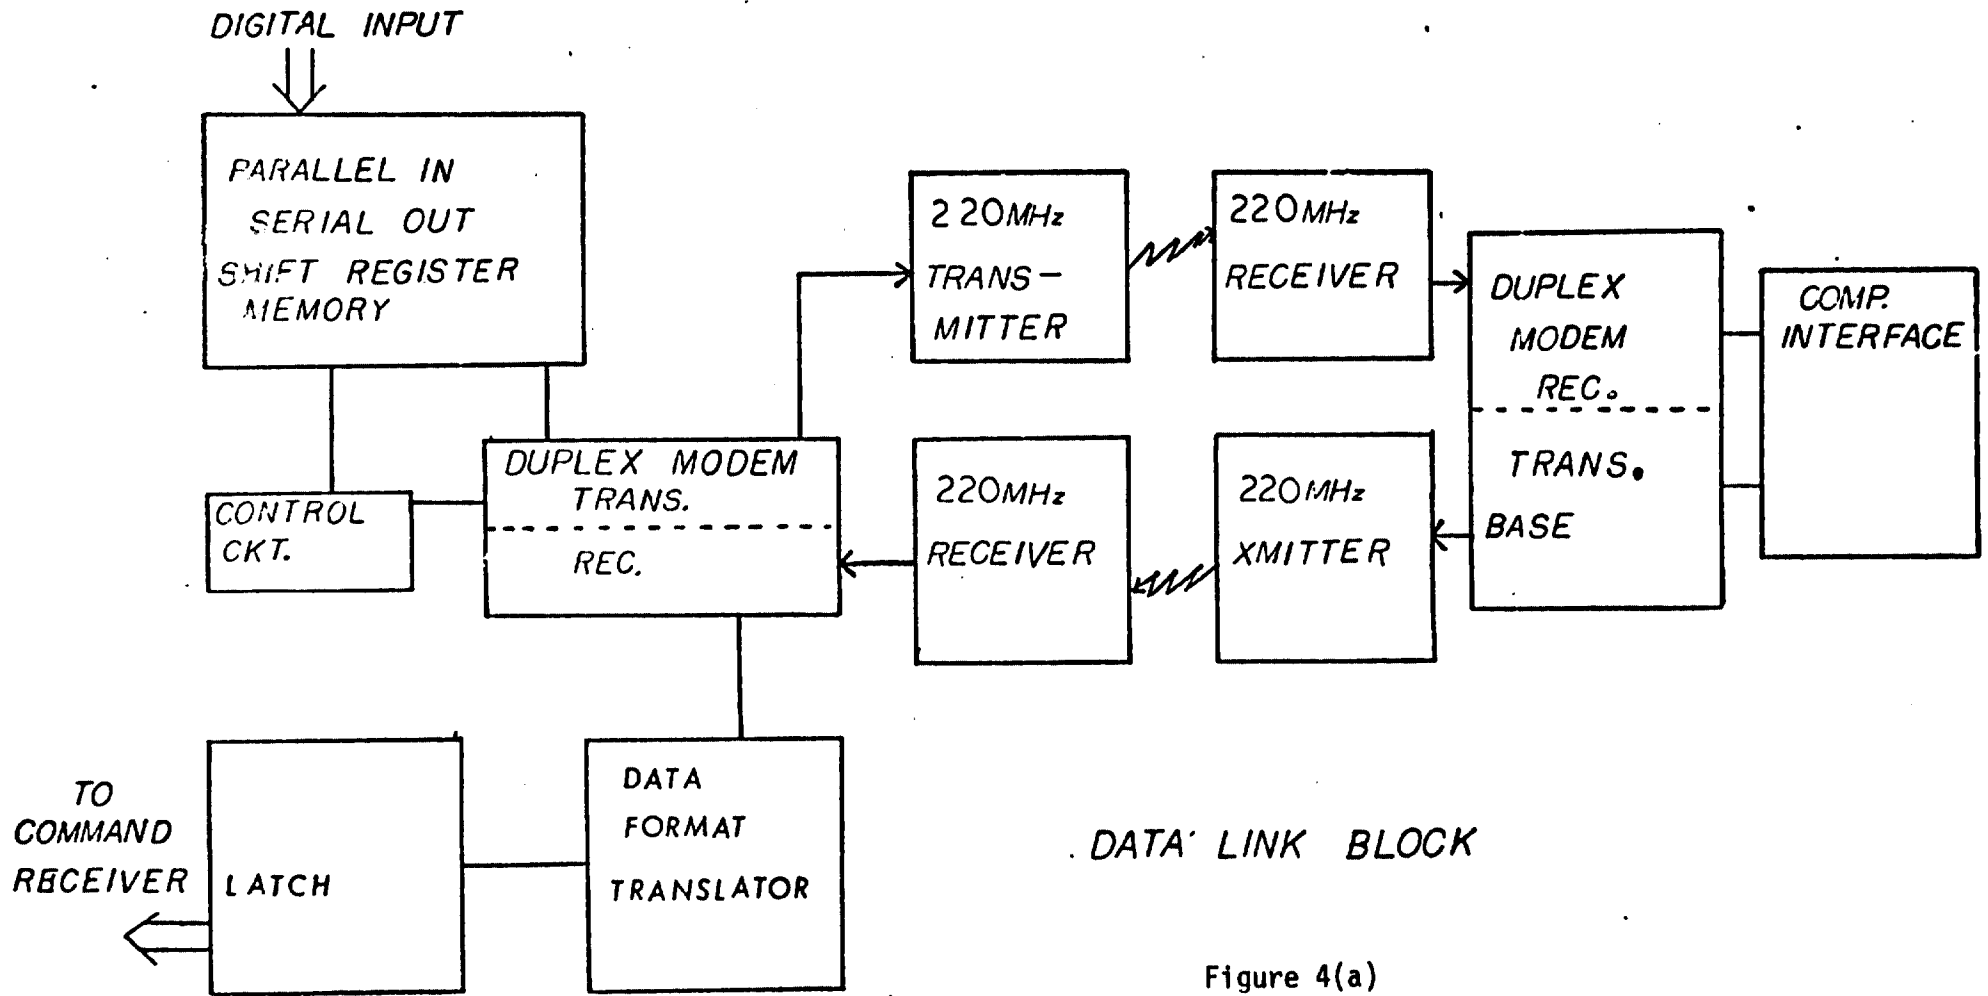 DIGITAL INPUT
PARALLEL IN
SERIAL OUT
SHIFT REGISTER
MEMORY
220MHz
TRANS-
MITTER
220MHz
RECEIVER
DUPLEX
MODEM
REC.
TRANS.
BASE
COMP.
INTERFACE
CONTROL
CKT.
DUPLEX MODEM
TRANS.
REC.
220MHz
RECEIVER
220MHz
XMITTER
TO
COMMAND
RECEIVER
LATCH
DATA
FORMAT
TRANSLATOR
DATA LINK BLOCK
Figure 4(a)